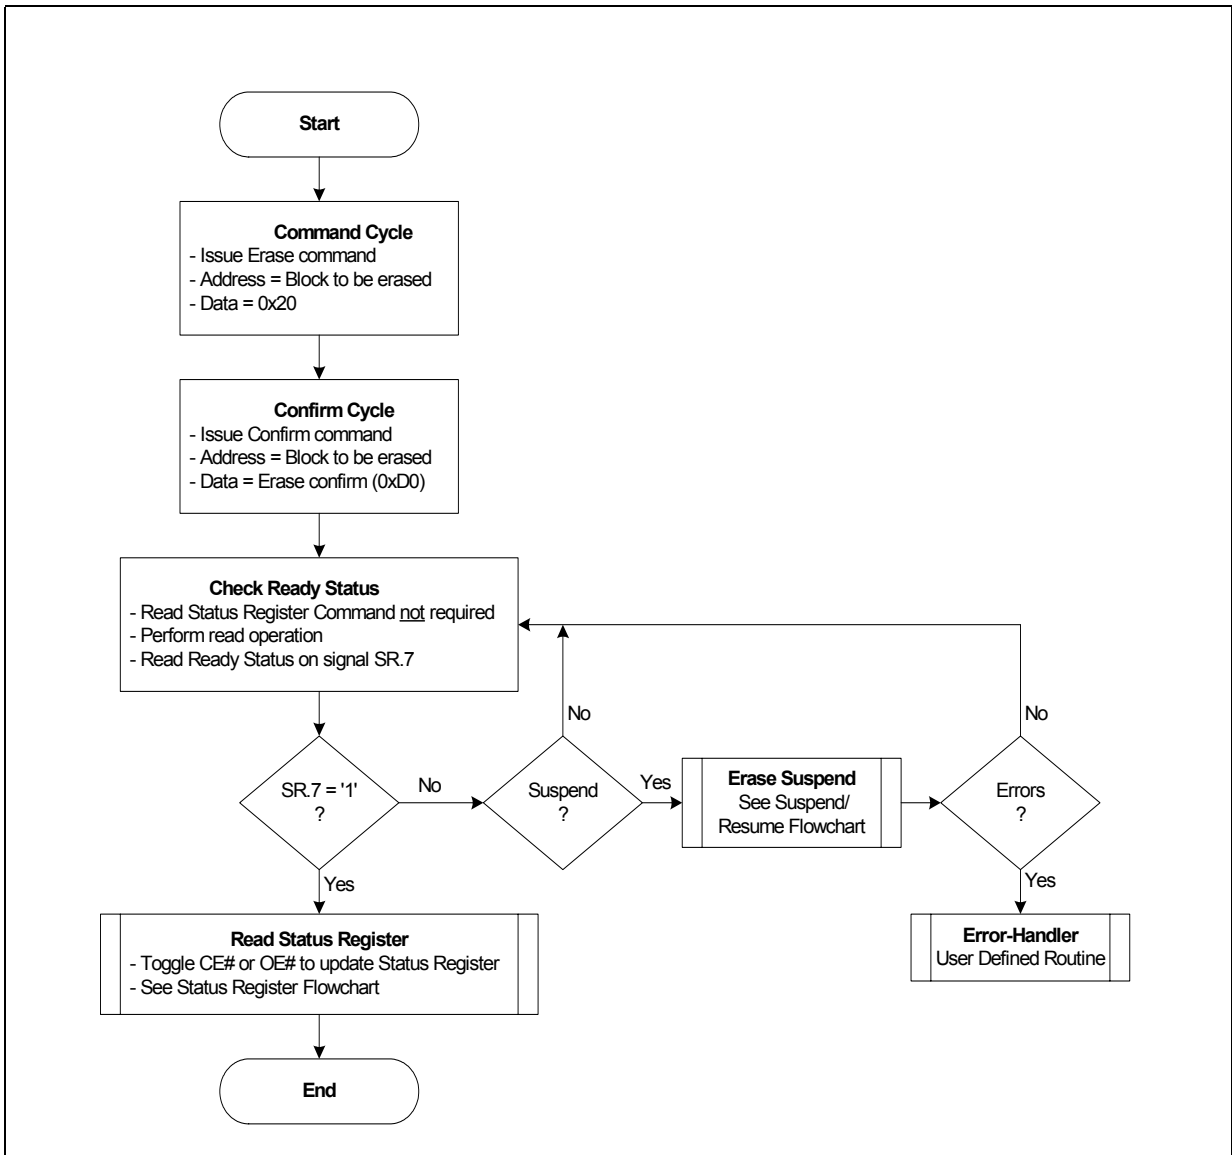 Start
Command Cycle
- Issue Erase command
- Address = Block to be erased
- Data = 0x20
Confirm Cycle
- Issue Confirm command
- Address = Block to be erased
- Data = Erase confirm (0xD0)
Check Ready Status
- Read Status Register Command not required
- Perform read operation
- Read Ready Status on signal SR.7
No
No
SR.7 = '1'
?
No
Suspend
?
Yes
Erase Suspend
See Suspend/
Resume Flowchart
Errors
?
Yes
Yes
Read Status Register
- Toggle CE# or OE# to update Status Register
- See Status Register Flowchart
Error-Handler
User Defined Routine
End